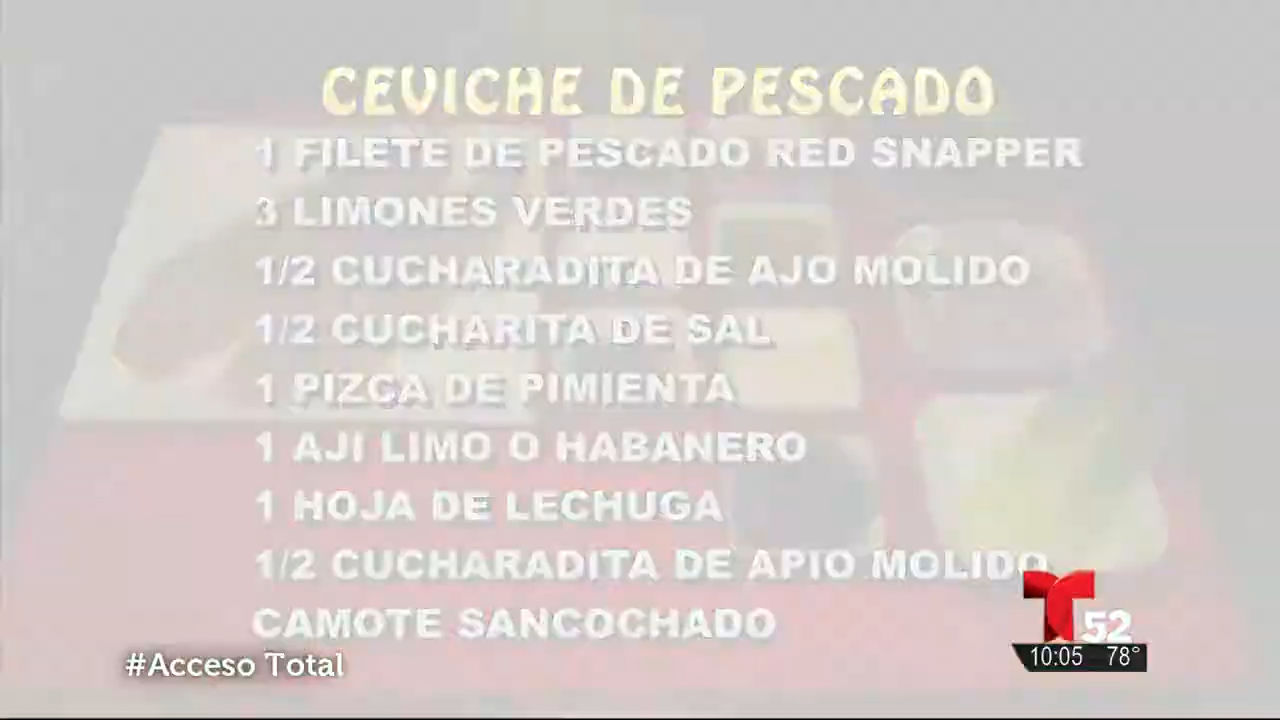 CEVICHE DE PESCADO
1 FILETE DE PESCADO RED SNAPPER
3 LIMONES VERDES
1/2 CUCHARADITA DE AJO MOLIDO
1/2 CUCHARITA DE SAL
1 PIZCA DE PIMIENTA
1 AJI LIMO O HABANERO
1 HOJA DE LECHUGA
1/2 CUCHARADITA DE APIO MOLIDO
CAMOTE SANCOCHADO
52
#Acceso Total
10:05 78°